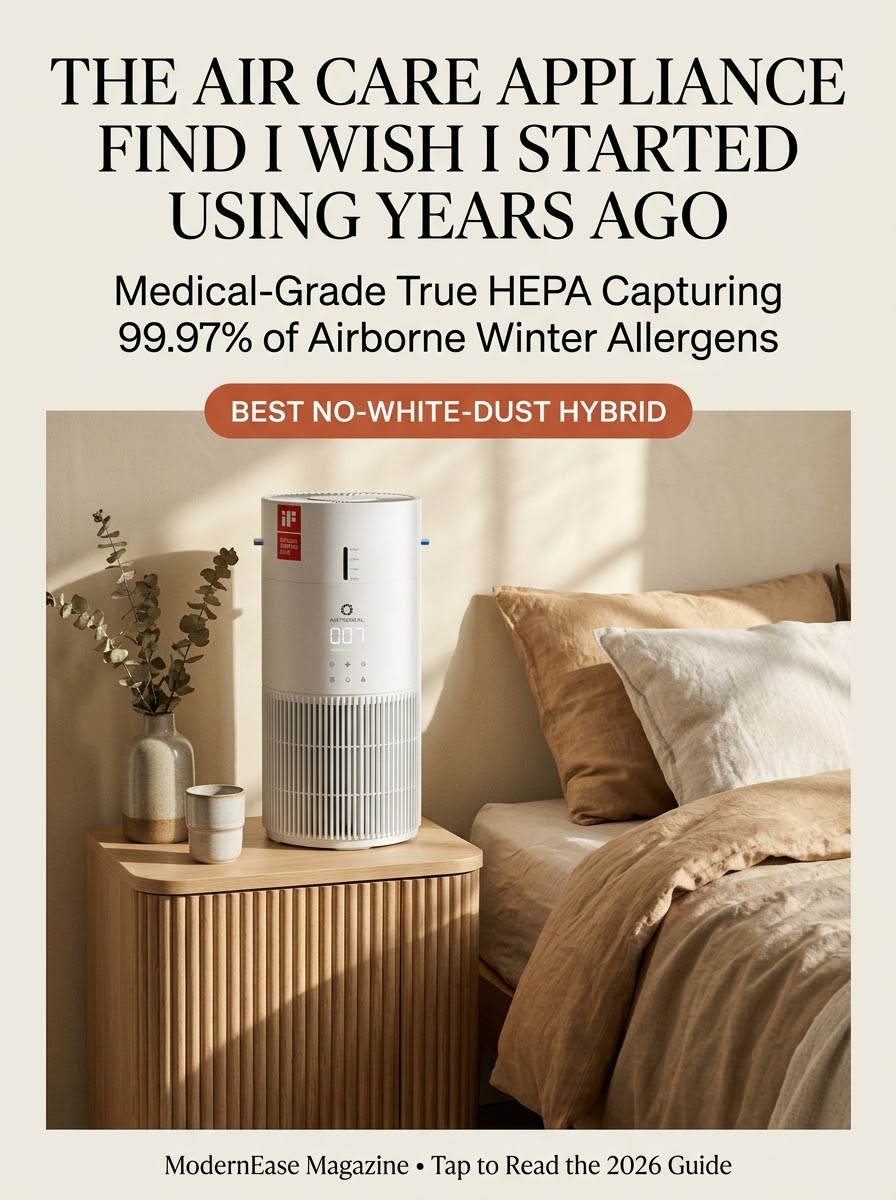 THE AIR CARE APPLIANCE
FIND I WISH I STARTED
USING YEARS AGO
Medical-Grade True HEPA Capturing
99.97% of Airborne Winter Allergens
BEST NO-WHITE-DUST HYBRID
iF
007
ModernEase Magazine • Tap to Read the 2026 Guide